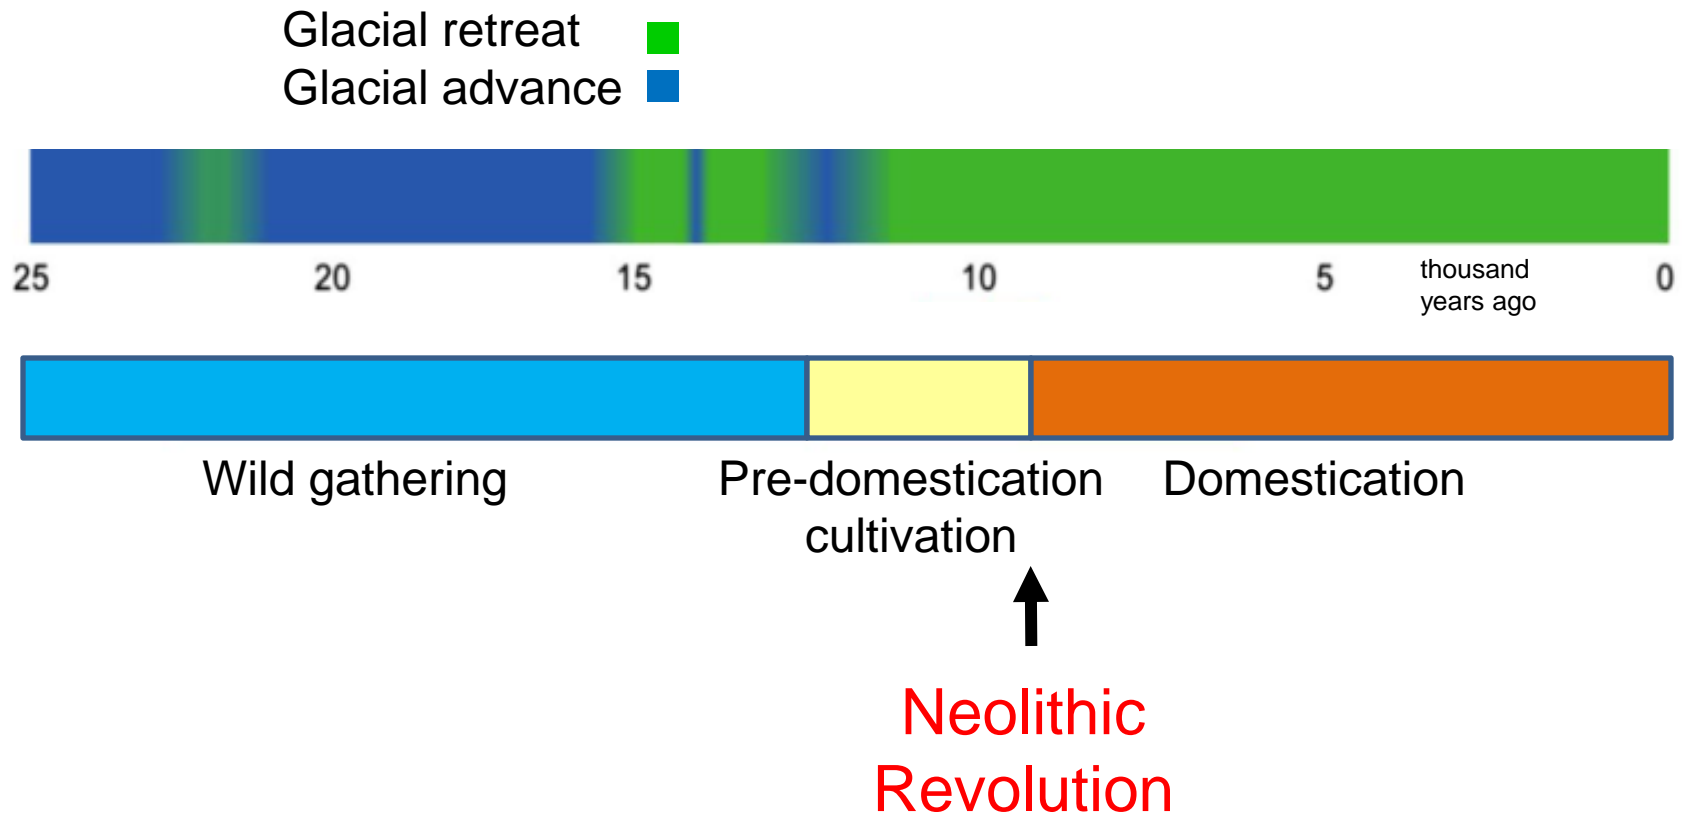 Glacial retreat
Glacial advance
25 20 15 10 5 thousand years ago 0
Wild gathering
Pre-domestication
cultivation
Domestication
Neolithic
Revolution